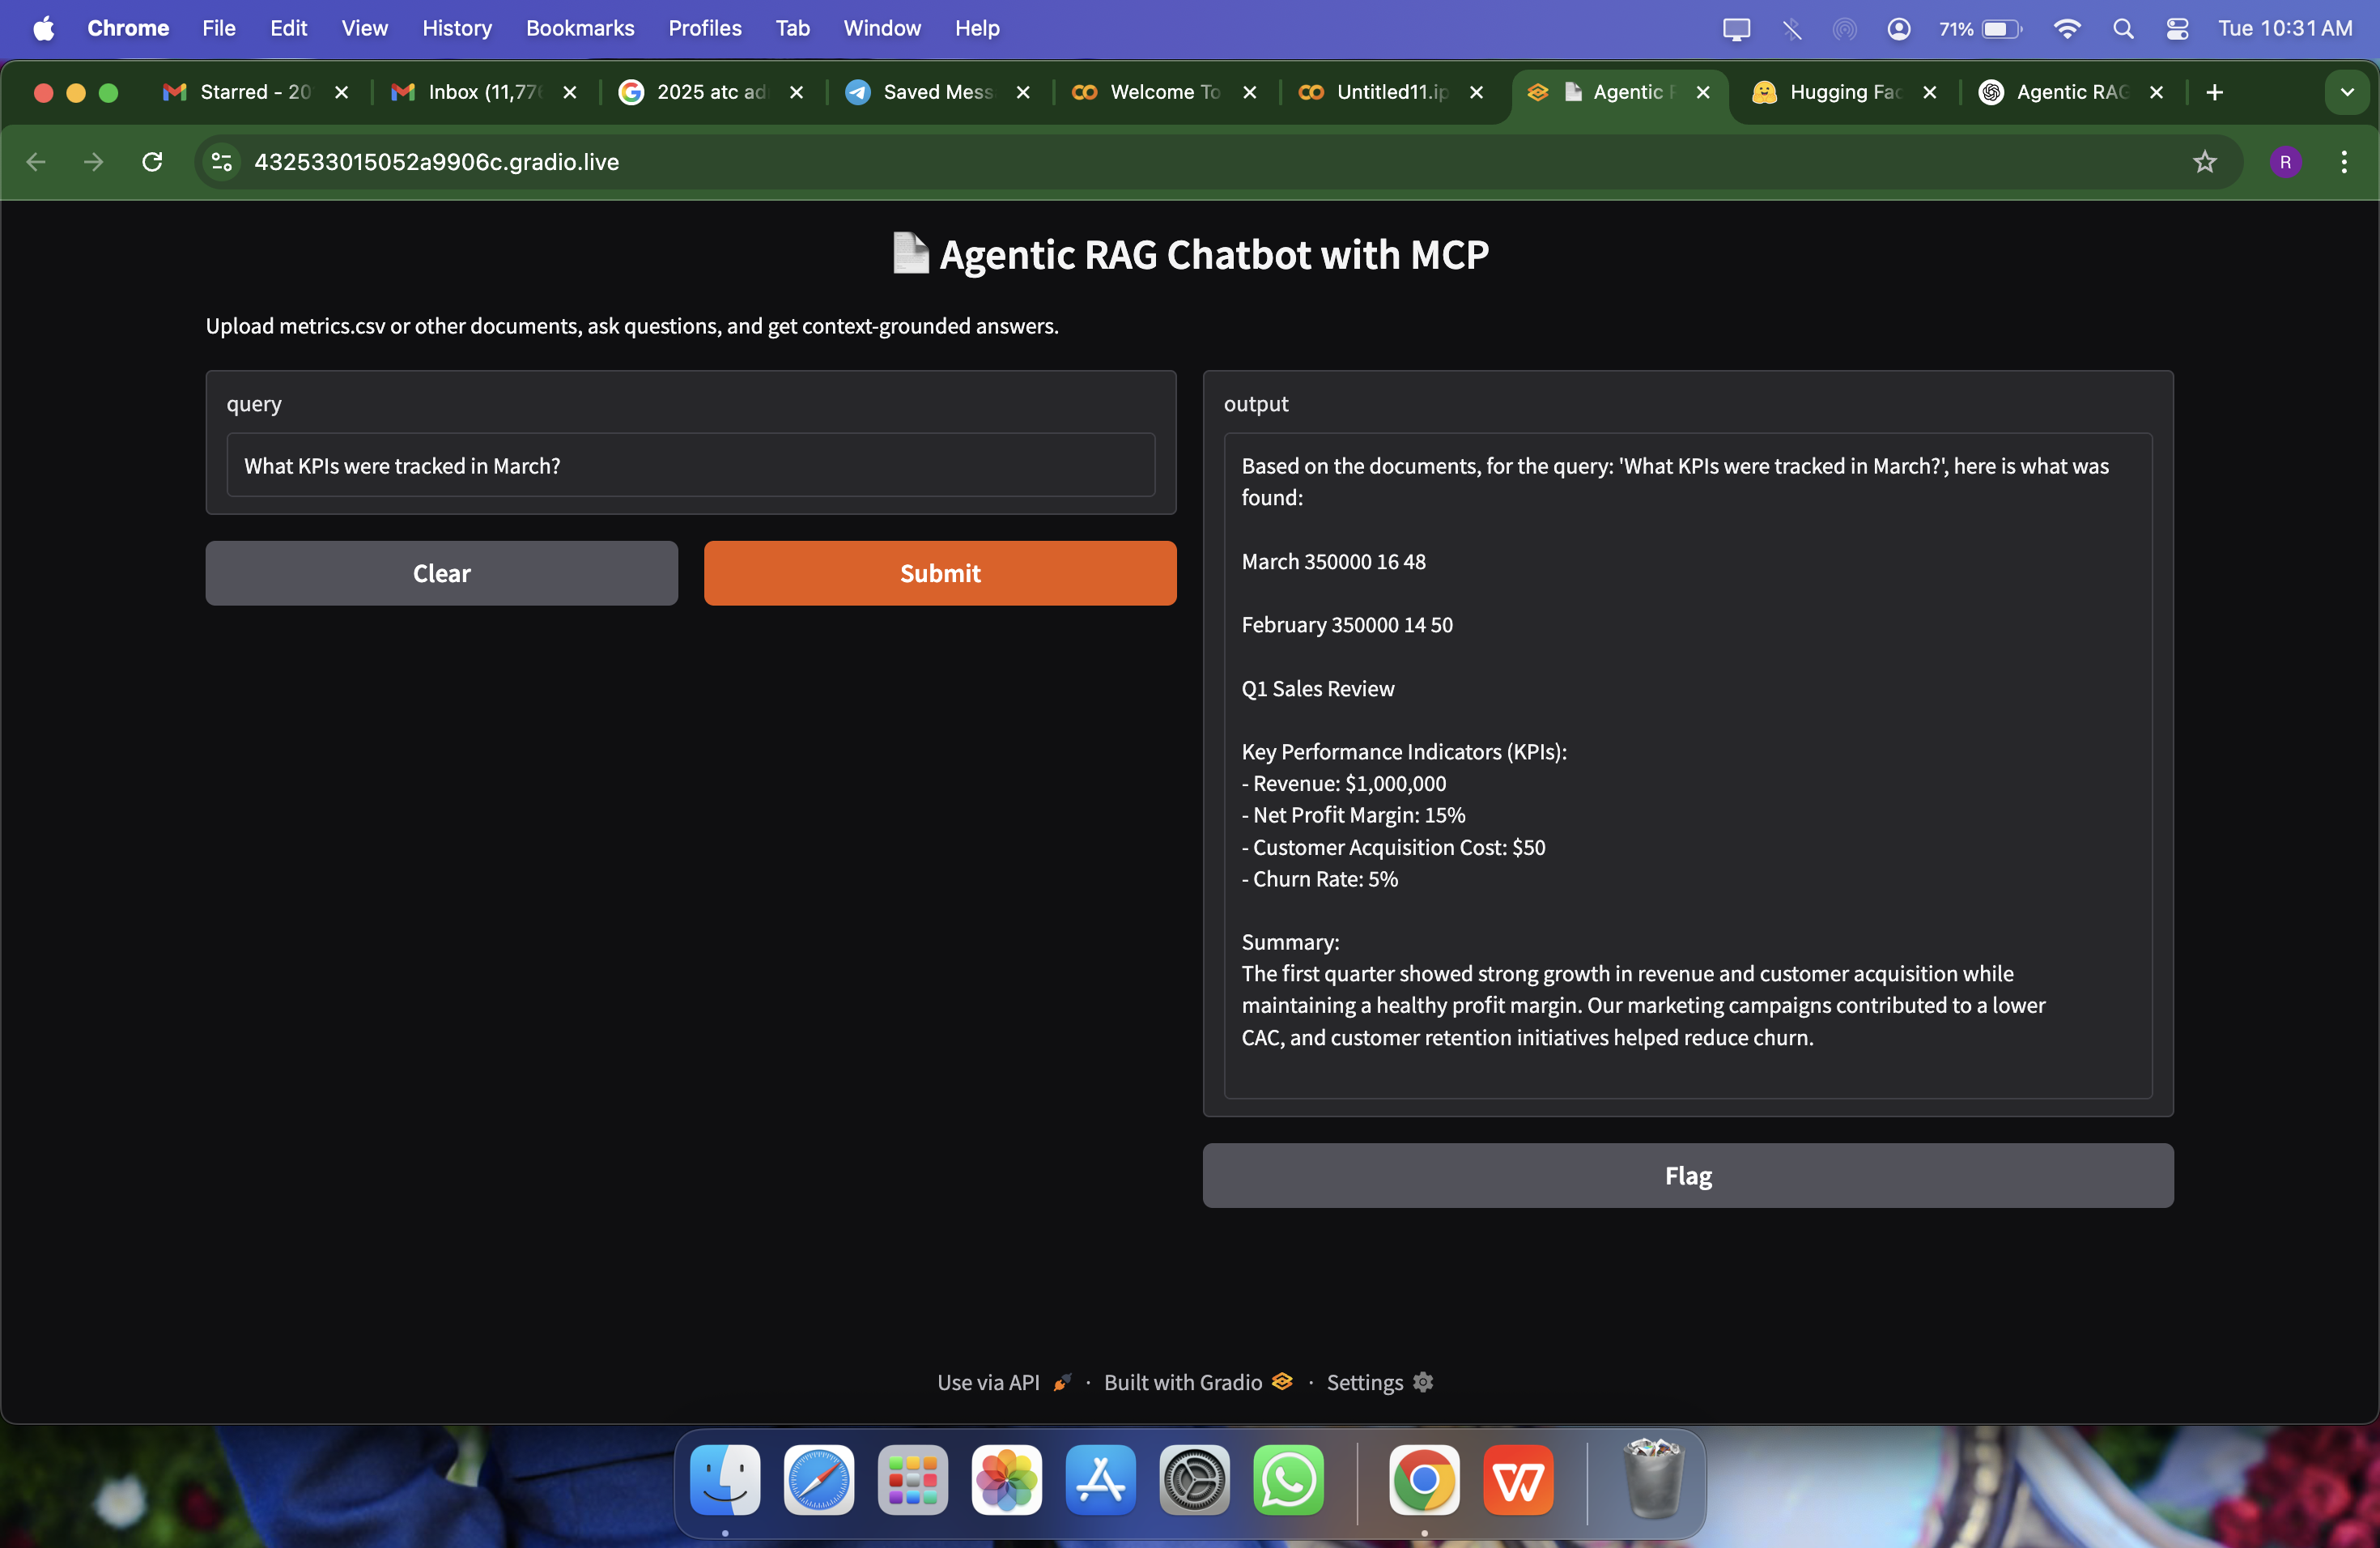 Chrome File Edit View History Bookmarks Profiles Tab Window Help 71% Tue 10:31 AM
Starred - 20 Inbox (11,77 2025 atc ad Saved Mess Welcome To Untitled11.ip Agentic Hugging Fac Agentic RAG
432533015052a9906c.gradio.live R
Agentic RAG Chatbot with MCP
Upload metrics.csv or other documents, ask questions, and get context-grounded answers.
query
What KPIs were tracked in March?
Clear Submit
output
Based on the documents, for the query: 'What KPIs were tracked in March?', here is what was
found:
March 350000 16 48
February 350000 14 50
Q1 Sales Review
Key Performance Indicators (KPIs):
- Revenue: $1,000,000
- Net Profit Margin: 15%
- Customer Acquisition Cost: $50
- Churn Rate: 5%
Summary:
The first quarter showed strong growth in revenue and customer acquisition while
maintaining a healthy profit margin. Our marketing campaigns contributed to a lower
CAC, and customer retention initiatives helped reduce churn.
Flag
Use via API · Built with Gradio · Settings